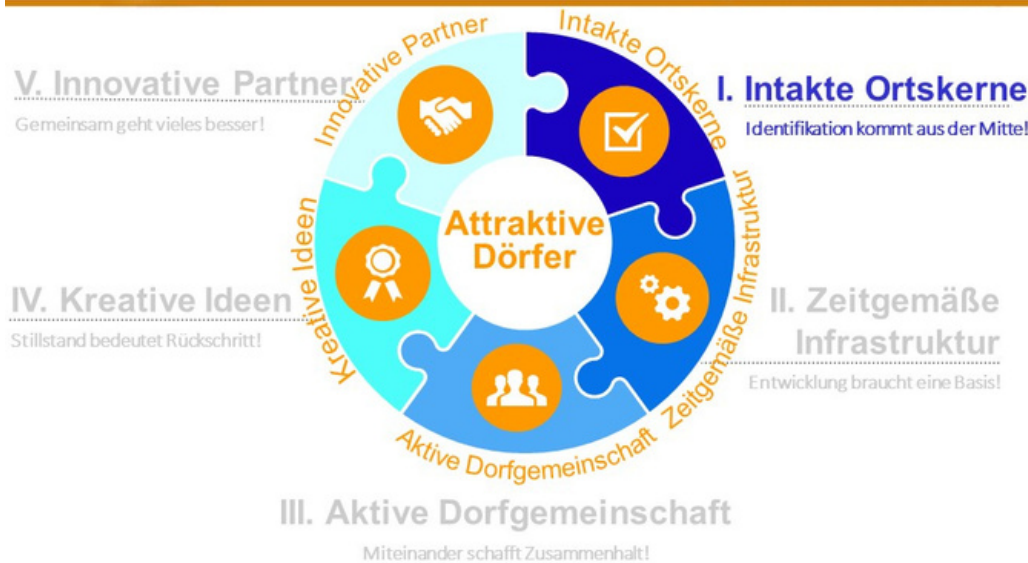 Innovative Partner
Intakte Ortskerne
V. Innovative Partner
Gemeinsam geht vieles besser!
I. Intakte Ortskerne
Identifikation kommt aus der Mitte!
Attraktive
Dörfer
Kreative Ideen
Zeitgemäße Infrastruktur
IV. Kreative Ideen
Stillstand bedeutet Rückschritt!
II. Zeitgemäße
Infrastruktur
Entwicklung braucht eine Basis!
Aktive Dorfgemeinschaft
III. Aktive Dorfgemeinschaft
Miteinander schafft Zusammenhalt!